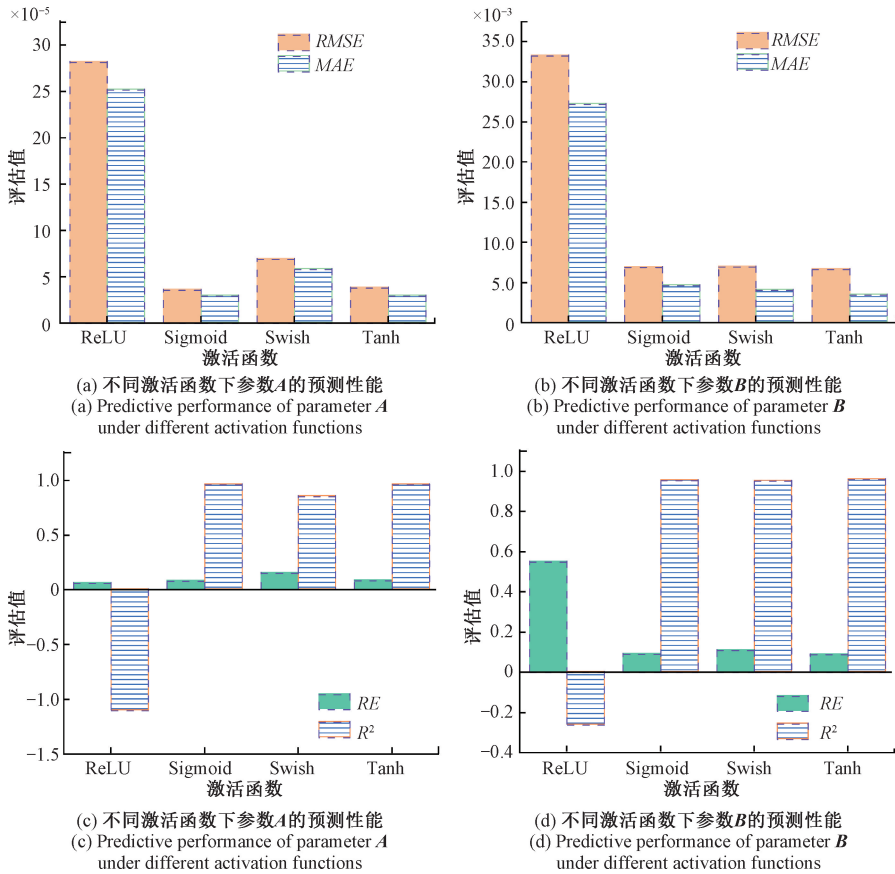 ×10⁻⁵
30
25
20
15
10
5
0
评估值
RMSE
MAE
ReLU Sigmoid Swish Tanh
激活函数
(a) 不同激活函数下参数A的预测性能
(a) Predictive performance of parameter A
under different activation functions
×10⁻³
35.0
30.0
25.0
20.0
15.0
10.0
5.0
0
评估值
RMSE
MAE
ReLU Sigmoid Swish Tanh
激活函数
(b) 不同激活函数下参数B的预测性能
(b) Predictive performance of parameter B
under different activation functions
1.0
0.5
0
−0.5
−1.0
−1.5
评估值
RE
R²
ReLU Sigmoid Swish Tanh
激活函数
(c) 不同激活函数下参数A的预测性能
(c) Predictive performance of parameter A
under different activation functions
1.0
0.8
0.6
0.4
0.2
0
−0.2
−0.4
评估值
RE
R²
ReLU Sigmoid Swish Tanh
激活函数
(d) 不同激活函数下参数B的预测性能
(d) Predictive performance of parameter B
under different activation functions